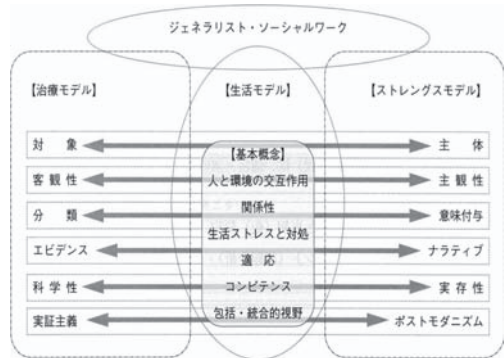 ジェネラリスト・ソーシャルワーク
【治療モデル】 【生活モデル】 【ストレングスモデル】
対 象 主 体
【基本概念】
客観性 人と環境の交互作用 主観性
関係性
分 類 意味付与
生活ストレスと対処
エビデンス ナラティブ
適 応
科学性 コンピテンス 実存性
包括・統合的視野
実証主義 ポストモダニズム